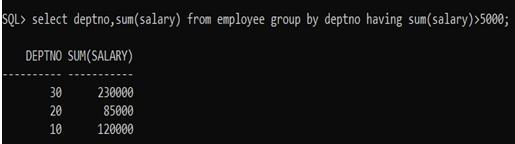 SQL> select deptno,sum(salary) from employee group by deptno having sum(salary)>5000;
DEPTNO SUM(SALARY)
---------- -----------
30 230000
20 85000
10 120000